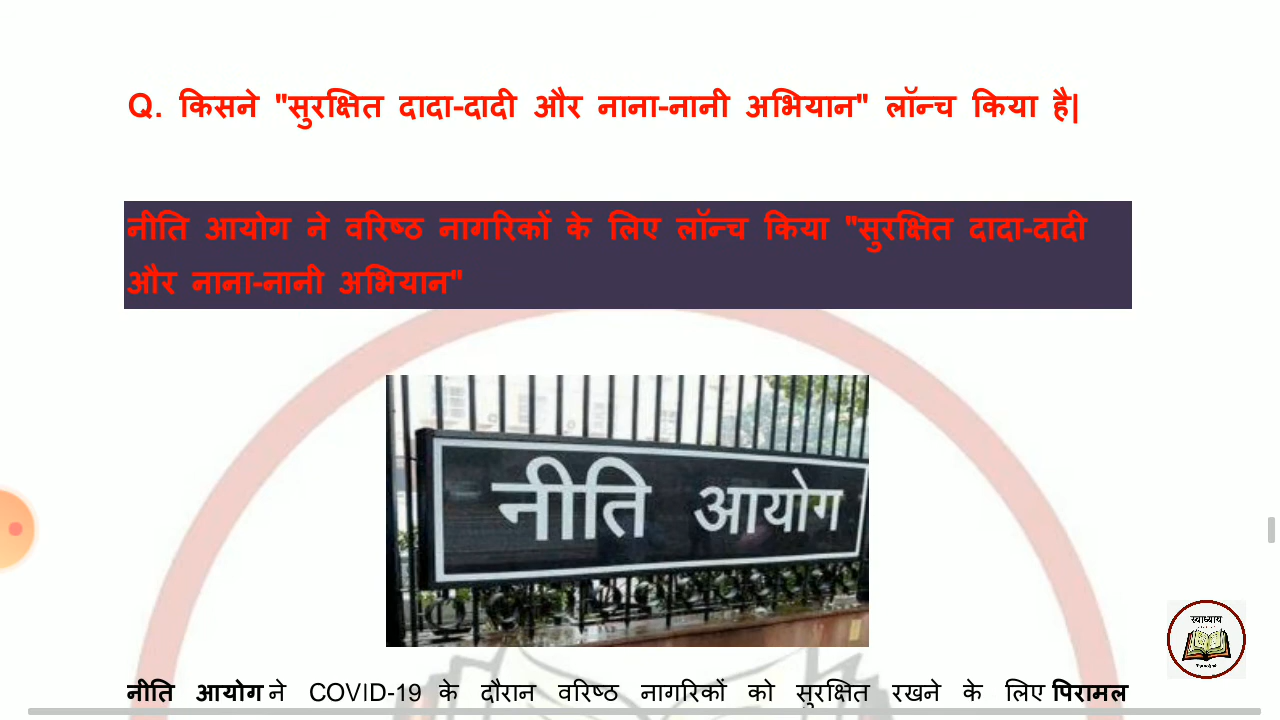 Q. किसने "सुरक्षित दादा-दादी और नाना-नानी अभियान" लॉन्च किया है|
नीति आयोग ने वरिष्ठ नागरिकों के लिए लॉन्च किया "सुरक्षित दादा-दादी
और नाना-नानी अभियान"
नीति आयोग
स्वाध्याय
नीति आयोग ने COVID-19 के दौरान वरिष्ठ नागरिकों को सुरक्षित रखने के लिए पिरामल